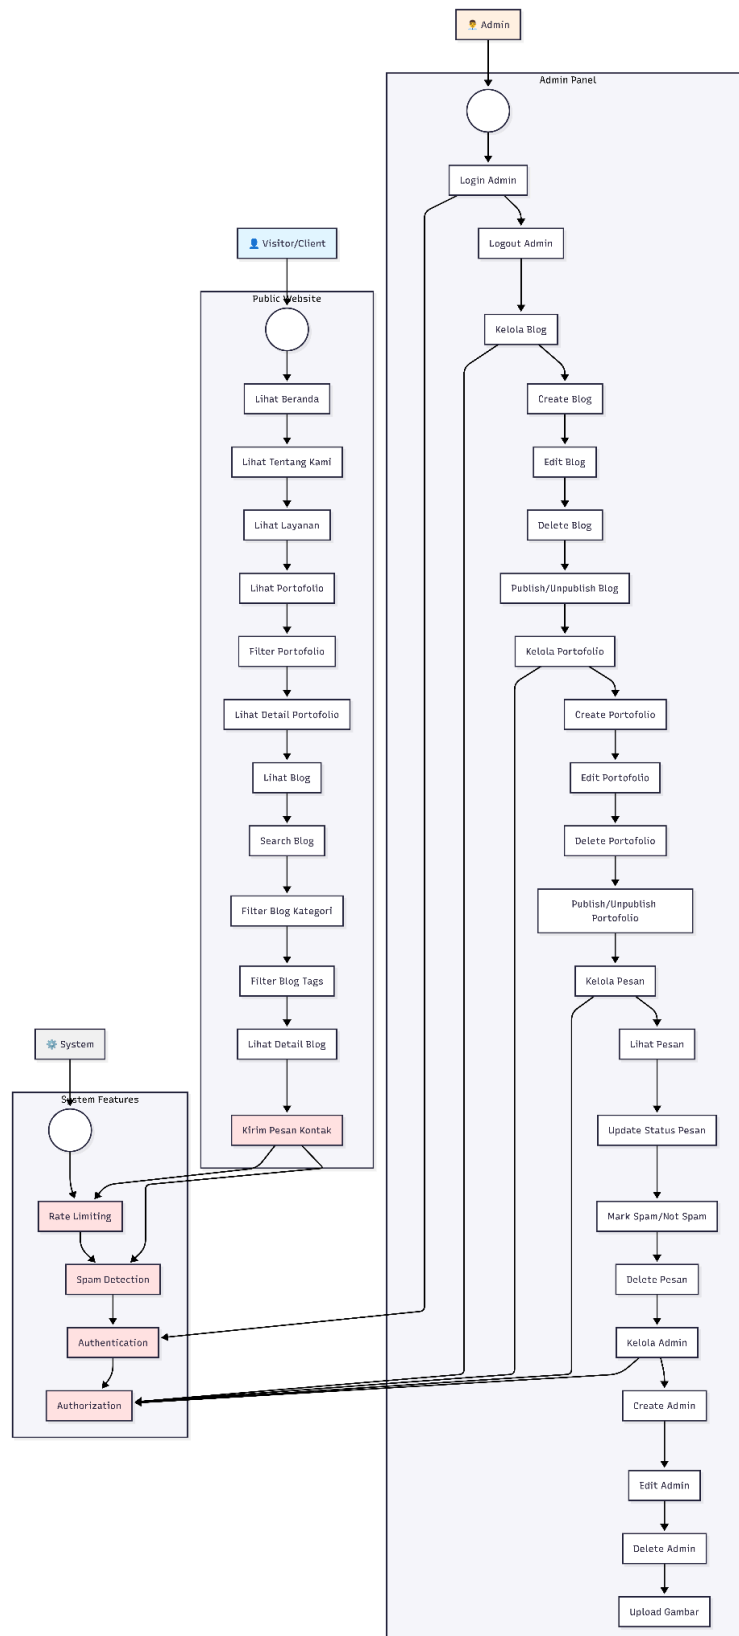 Admin
Admin Panel
Login Admin
Logout Admin
Kelola Blog
Create Blog
Edit Blog
Delete Blog
Publish/Unpublish Blog
Kelola Portofolio
Create Portofolio
Edit Portofolio
Delete Portofolio
Publish/Unpublish
Portofolio
Kelola Pesan
Lihat Pesan
Update Status Pesan
Mark Spam/Not Spam
Delete Pesan
Kelola Admin
Create Admin
Edit Admin
Delete Admin
Upload Gambar
Visitor/Client
Public Website
Lihat Beranda
Lihat Tentang Kami
Lihat Layanan
Lihat Portofolio
Filter Portofolio
Lihat Detail Portofolio
Lihat Blog
Search Blog
Filter Blog Kategori
Filter Blog Tags
Lihat Detail Blog
Kirim Pesan Kontak
System
System Features
Rate Limiting
Spam Detection
Authentication
Authorization